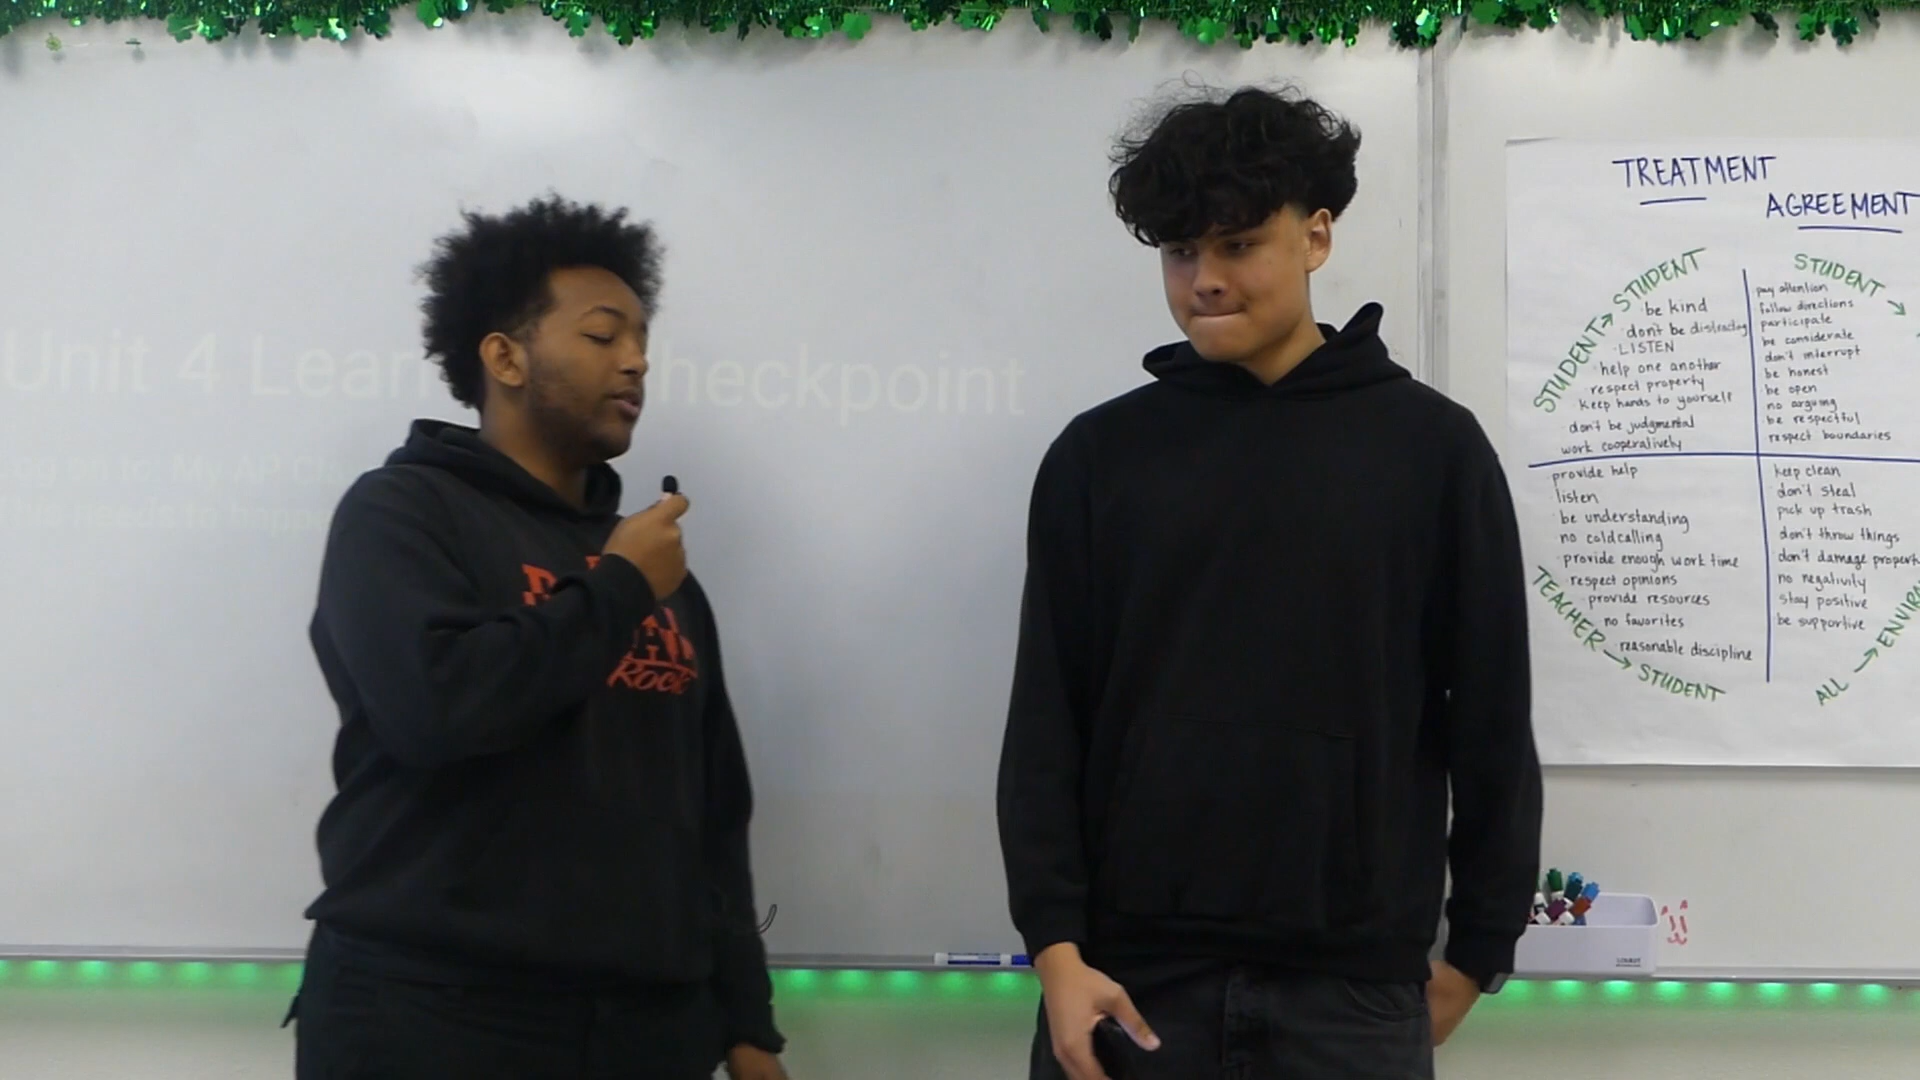 Unit 4 Lear heckpoint
TREATMENT
AGREEMENT
STUDENT → STUDENT
· be kind
· don't be distracting
· LISTEN
· help one another
· respect property
· keep hands to yourself
· don't be judgmental
work cooperatively
STUDENT →
pay attention
follow directions
participate
be considerate
don't interrupt
be honest
be open
no arguing
be respectful
respect boundaries
provide help
listen
be understanding
no coldcalling
provide enough work time
respect opinions
provide resources
no favorites
reasonable discipline
TEACHER → STUDENT
keep clean
don't steal
pick up trash
don't throw things
don't damage propert
no negativity
stay positive
be supportive
ALL → ENVIR
Rock